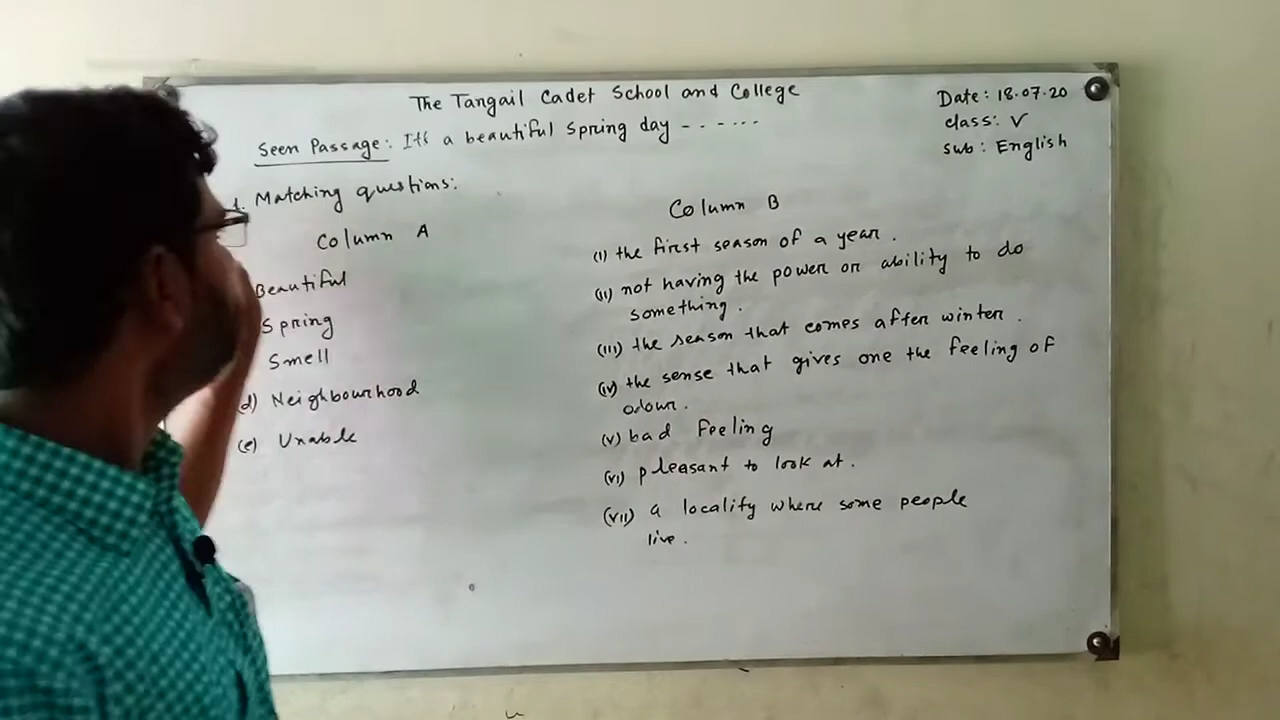 The Tangail Cadet School and College
Date: 18.07.20
class: V
sub: English
Seen Passage: It's a beautiful spring day - - - ...
1. Matching questions:
Column A
Column B
Beautiful
Spring
Smell
(d) Neighbourhood
(e) Unable
(i) the first season of a year.
(ii) not having the power or ability to do
something.
(iii) the season that comes after winter.
(iv) the sense that gives one the feeling of
odour.
(v) bad feeling
(vi) pleasant to look at.
(vii) a locality where some people
live.